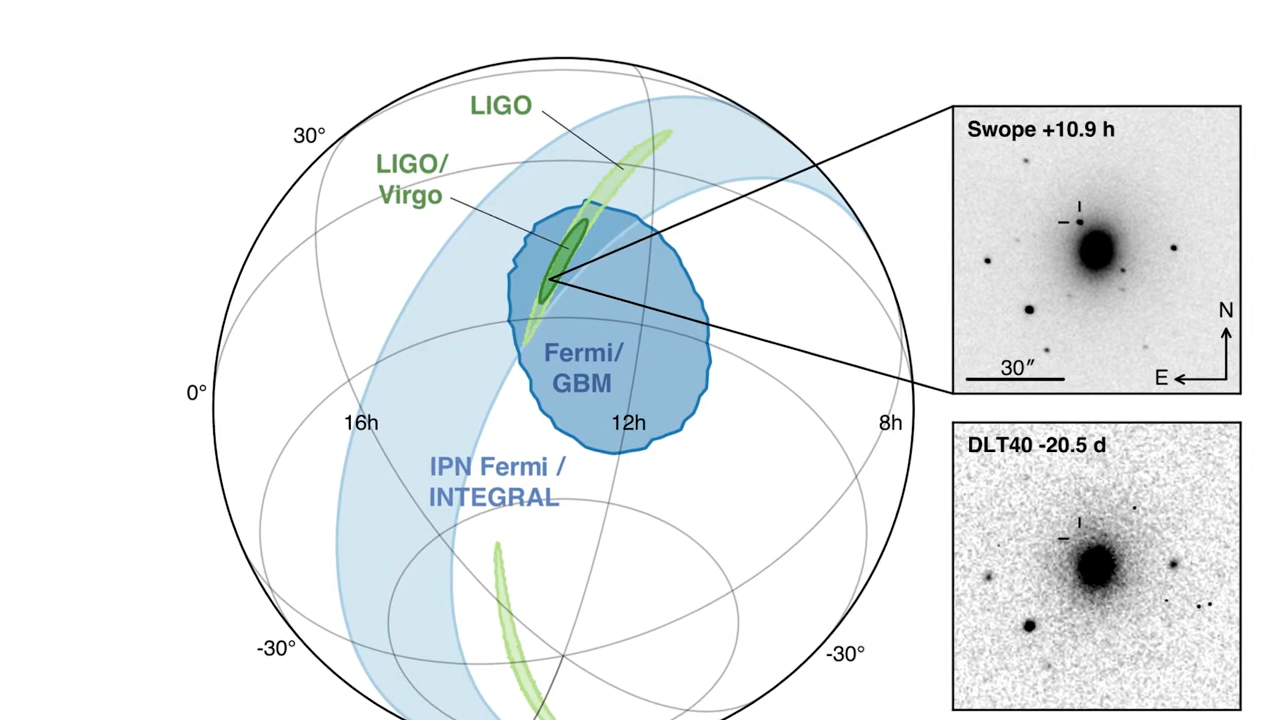 LIGO
30°
LIGO/
Virgo
0°
16h
12h
8h
Fermi/
GBM
IPN Fermi /
INTEGRAL
-30°
-30°
Swope +10.9 h
N
30″
E
DLT40 -20.5 d